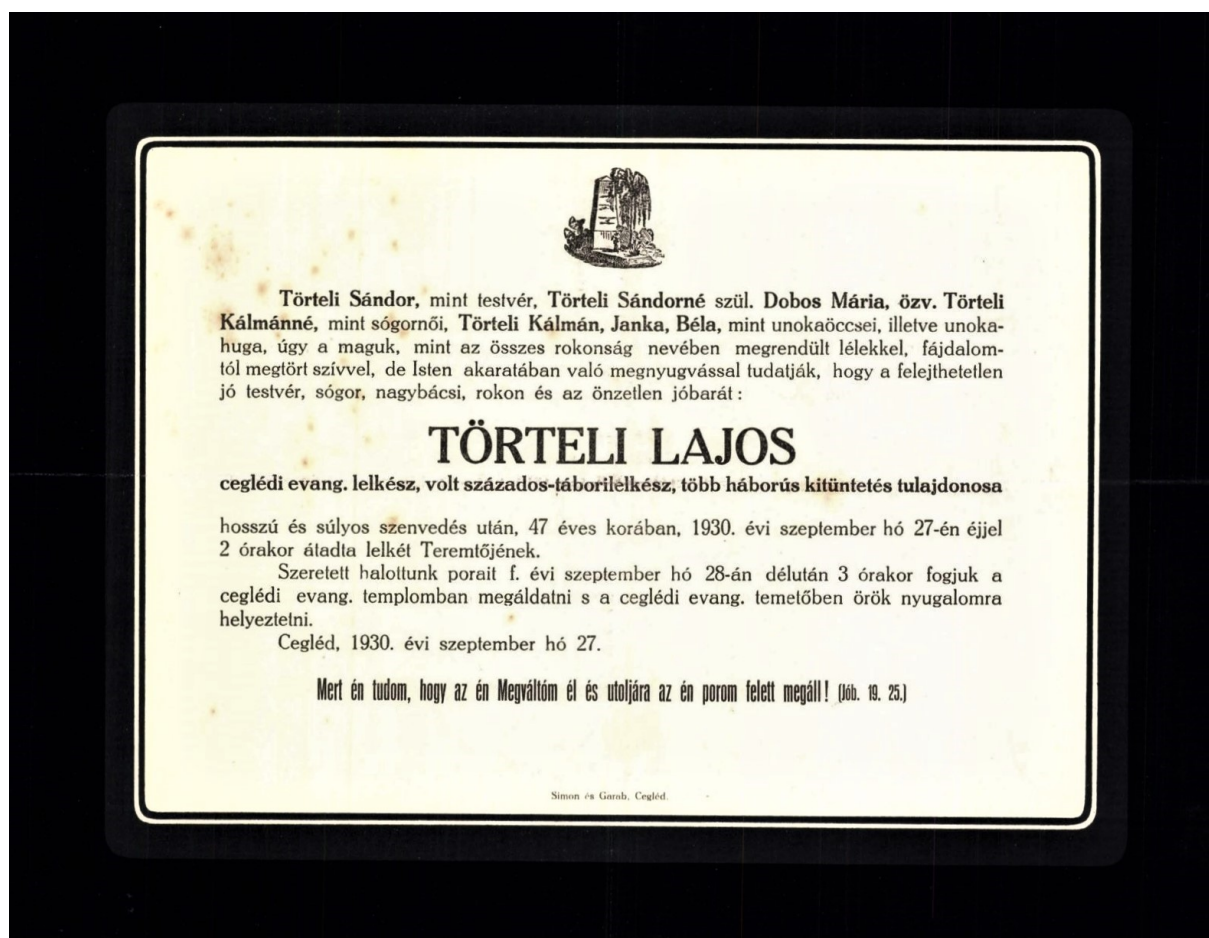 Törteli Sándor, mint testvér, Törteli Sándorné szül. Dobos Mária, özv. Törteli
Kálmánné, mint sógornői, Törteli Kálmán, Janka, Béla, mint unokaöccsei, illetve unoka-
huga, úgy a maguk, mint az összes rokonság nevében megrendült lélekkel, fájdalom-
tól megtört szívvel, de Isten akaratában való megnyugvással tudatják, hogy a felejthetetlen
jó testvér, sógor, nagybácsi, rokon és az önzetlen jóbarát:
TÖRTELI LAJOS
ceglédi evang. lelkész, volt százados-táborilelkész, több háborús kitüntetés tulajdonosa
hosszú és súlyos szenvedés után, 47 éves korában, 1930. évi szeptember hó 27-én éjjel
2 órakor átadta lelkét Teremtőjének.
Szeretett halottunk porait f. évi szeptember hó 28-án délután 3 órakor fogjuk a
ceglédi evang. templomban megáldatni s a ceglédi evang. temetőben örök nyugalomra
helyeztetni.
Cegléd, 1930. évi szeptember hó 27.
Mert én tudom, hogy az én Megváltóm él és utoljára az én porom felett megáll! (Jób. 19. 25.)
Simon és Garab, Cegléd.